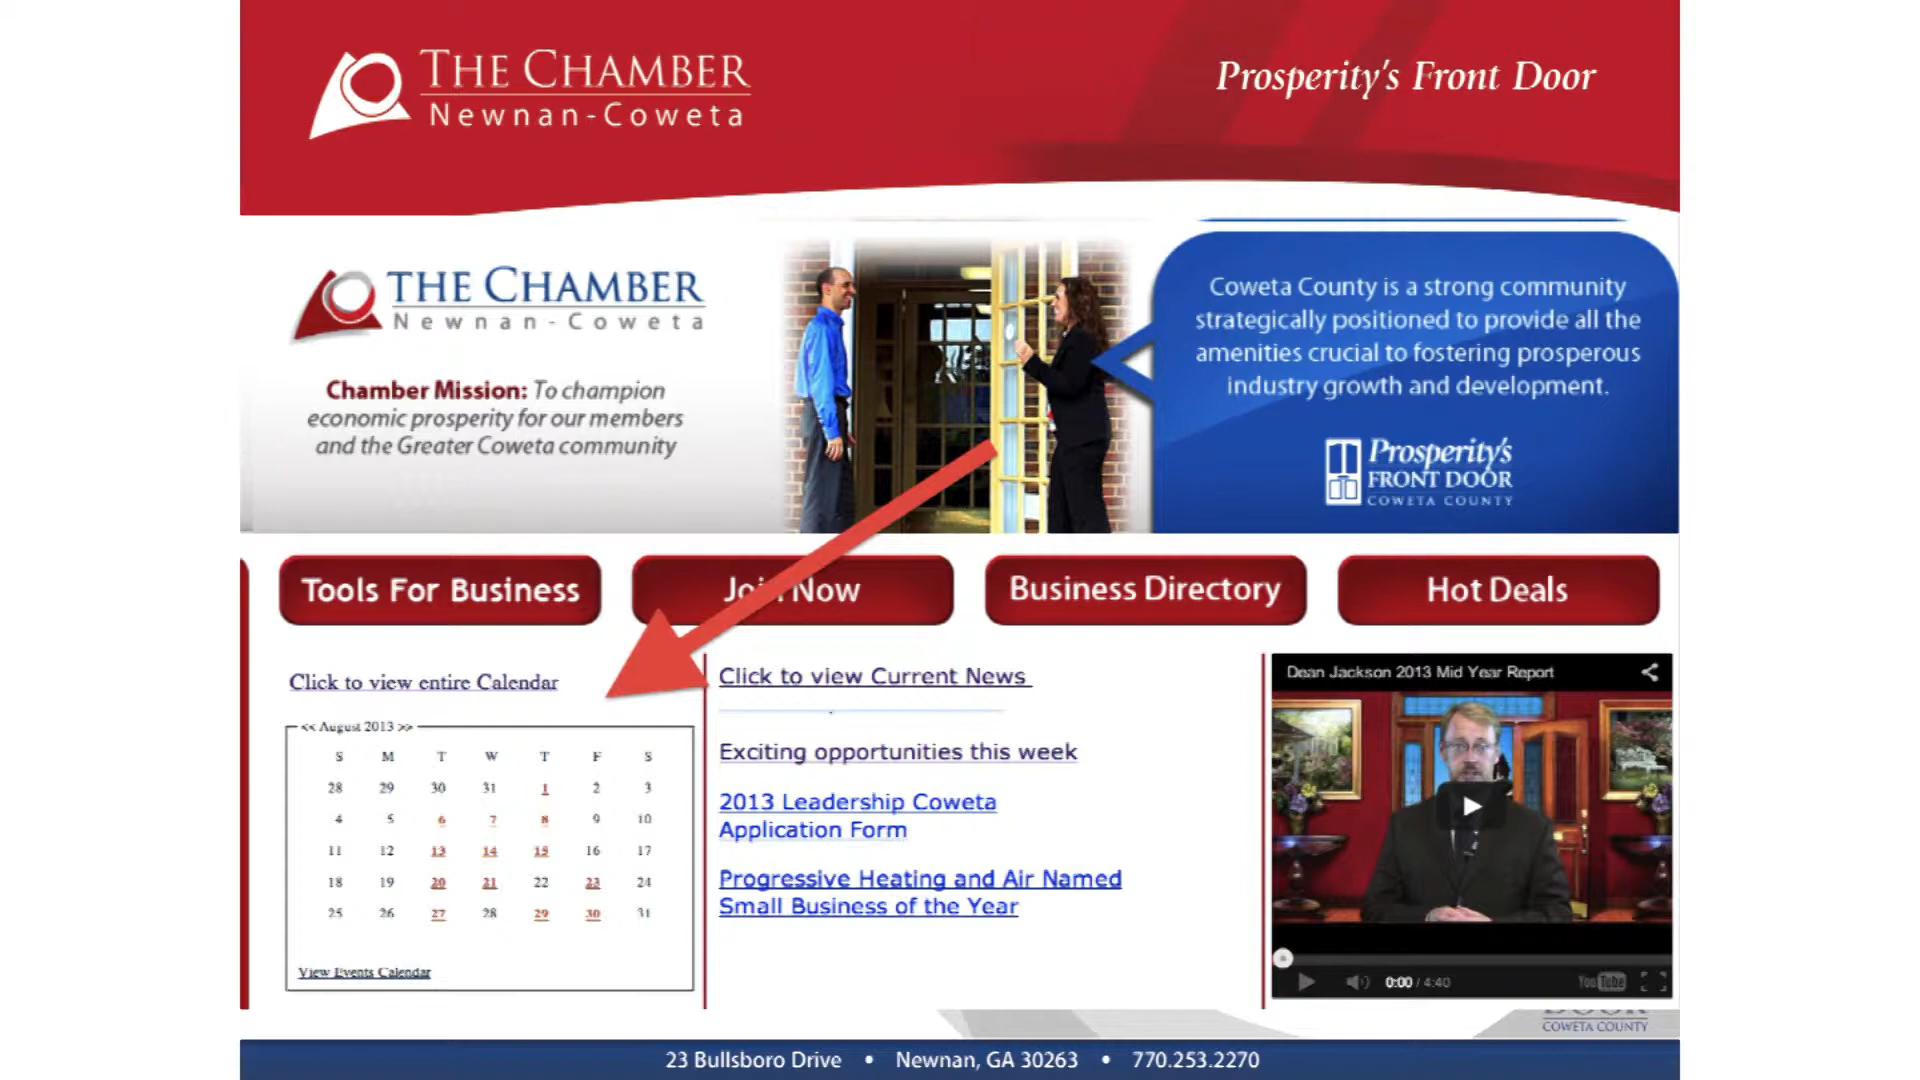 THE CHAMBER
Newnan-Coweta
Prosperity's Front Door
THE CHAMBER
Newnan-Coweta
Chamber Mission: To champion
economic prosperity for our members
and the Greater Coweta community
Coweta County is a strong community
strategically positioned to provide all the
amenities crucial to fostering prosperous
industry growth and development.
Prosperity's
FRONT DOOR
COWETA COUNTY
Tools For Business
Now
Business Directory
Hot Deals
Click to view entire Calendar
<< August 2013 >>
S M T W T F S
28 29 30 31 1 2 3
4 5 6 7 8 9 10
11 12 13 14 15 16 17
18 19 20 21 22 23 24
25 26 27 28 29 30 31
View Events Calendar
Click to view Current News
Exciting opportunities this week
2013 Leadership Coweta
Application Form
Progressive Heating and Air Named
Small Business of the Year
Dean Jackson 2013 Mid Year Report
0:00 / 4:40
YouTube
COWETA COUNTY
23 Bullsboro Drive • Newnan, GA 30263 • 770.253.2270